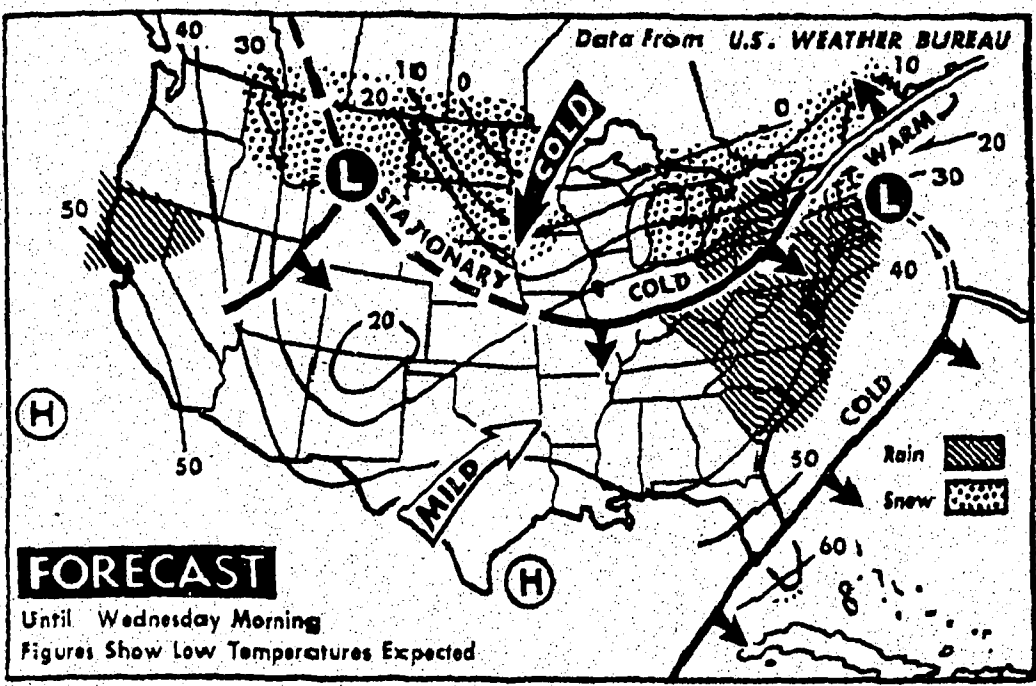 Data From U.S. WEATHER BUREAU
40
30
10
0
20
COLD
0
10
WARM
20
L
30
L
STATIONARY
50
COLD
40
20
H
COLD
50
50
MILD
Rain
Snow
60
H
FORECAST
Until Wednesday Morning
Figures Show Low Temperatures Expected